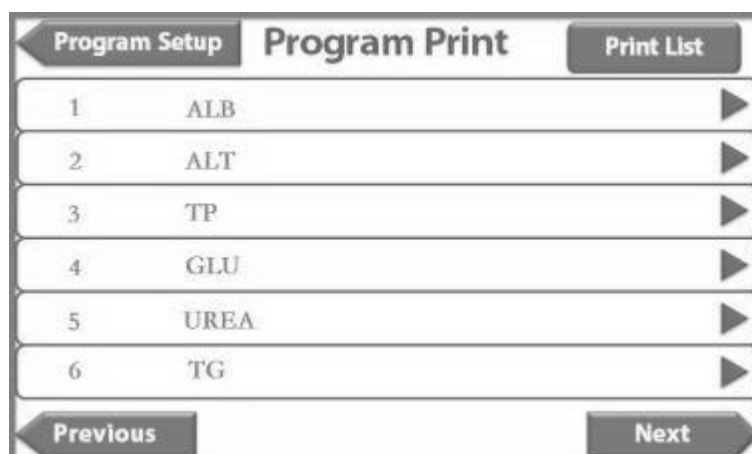 Program Setup Program Print Print List
1 ALB
2 ALT
3 TP
4 GLU
5 UREA
6 TG
Previous Next